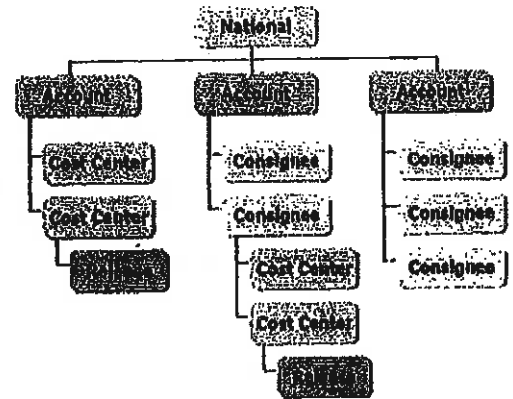 National
Account
Account
Account
Cost Center
Consignee
Consignee
Cost Center
Consignee
Consignee
Cost Center
Consignee
Cost Center